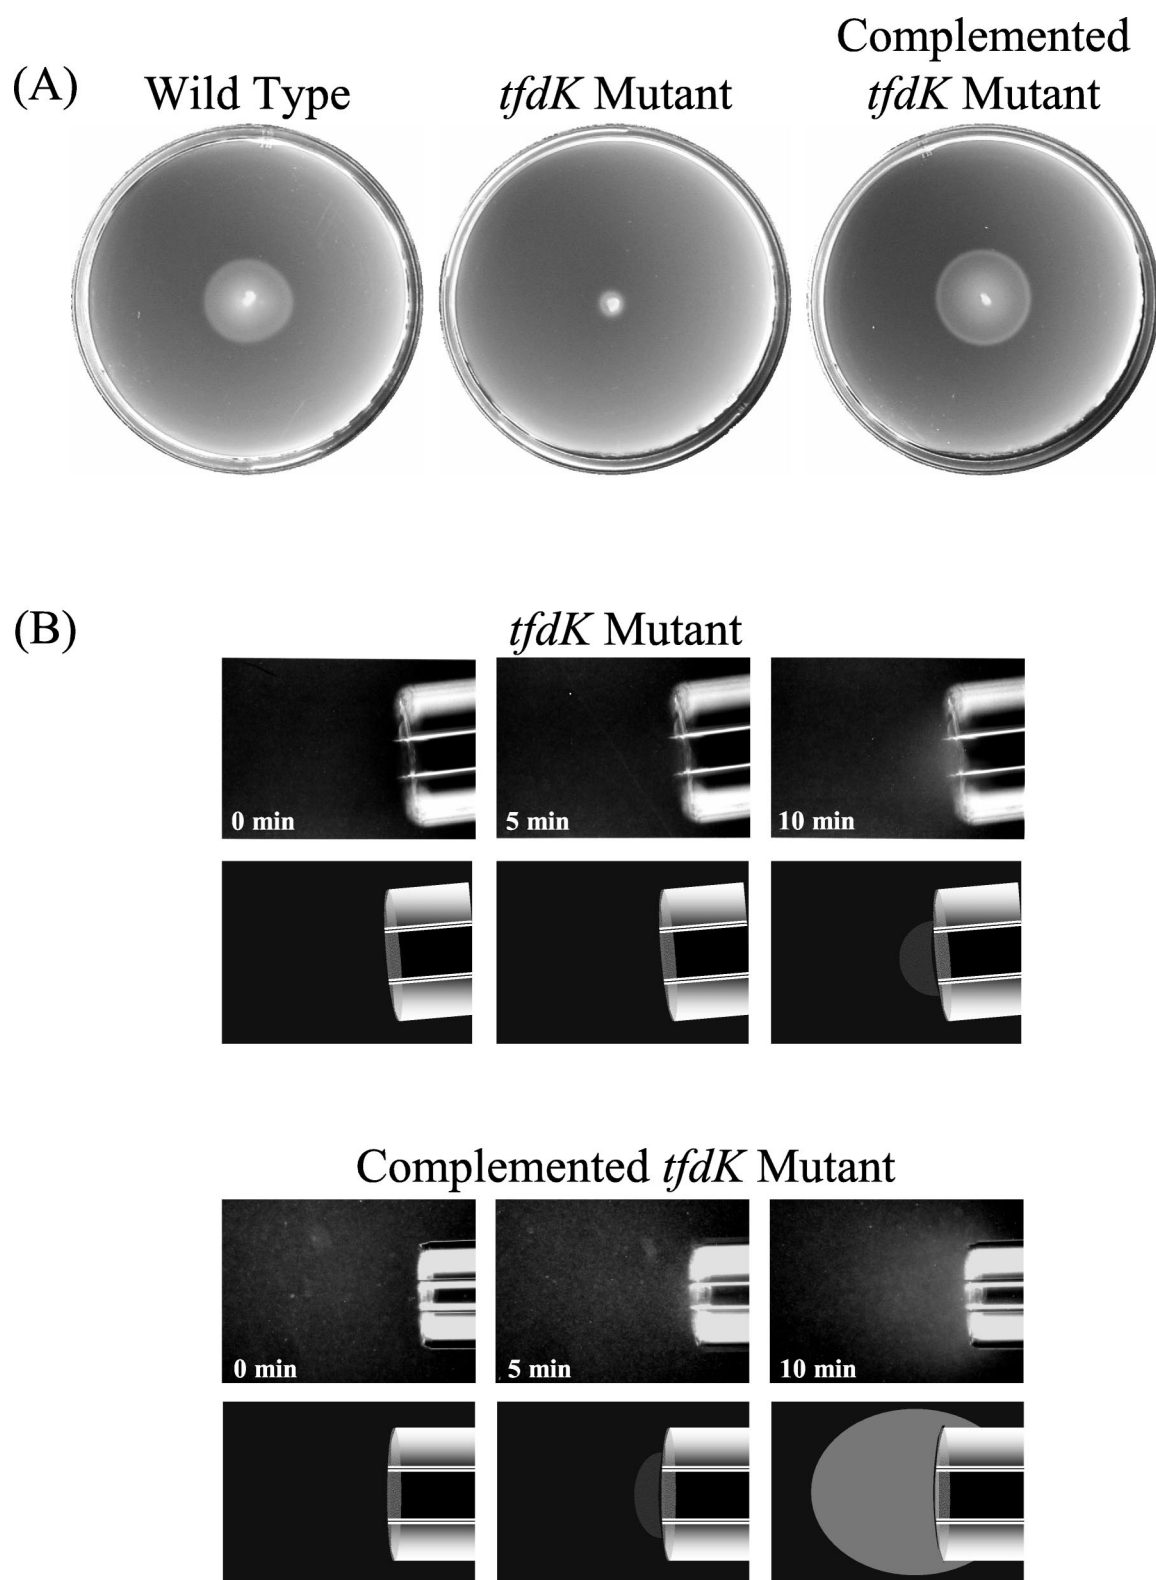 (A)
Wild Type
tfdK Mutant
Complemented
tfdK Mutant
(B)
tfdK Mutant
0 min
5 min
10 min
Complemented tfdK Mutant
0 min
5 min
10 min